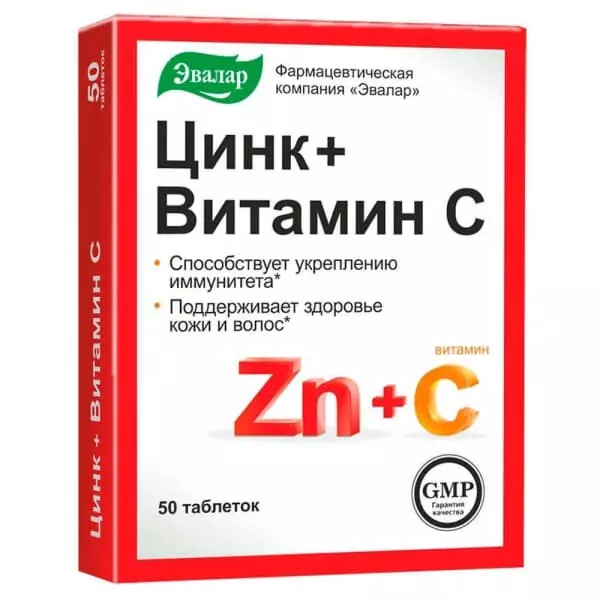 50 таблеток
Цинк + Витамин С
Эвалар
Фармацевтическая
компания «Эвалар»
Цинк +
Витамин С
• Способствует укреплению
иммунитета*
• Поддерживает здоровье
кожи и волос*
витамин
Zn + C
50 таблеток
GMP
Гарантия
качества